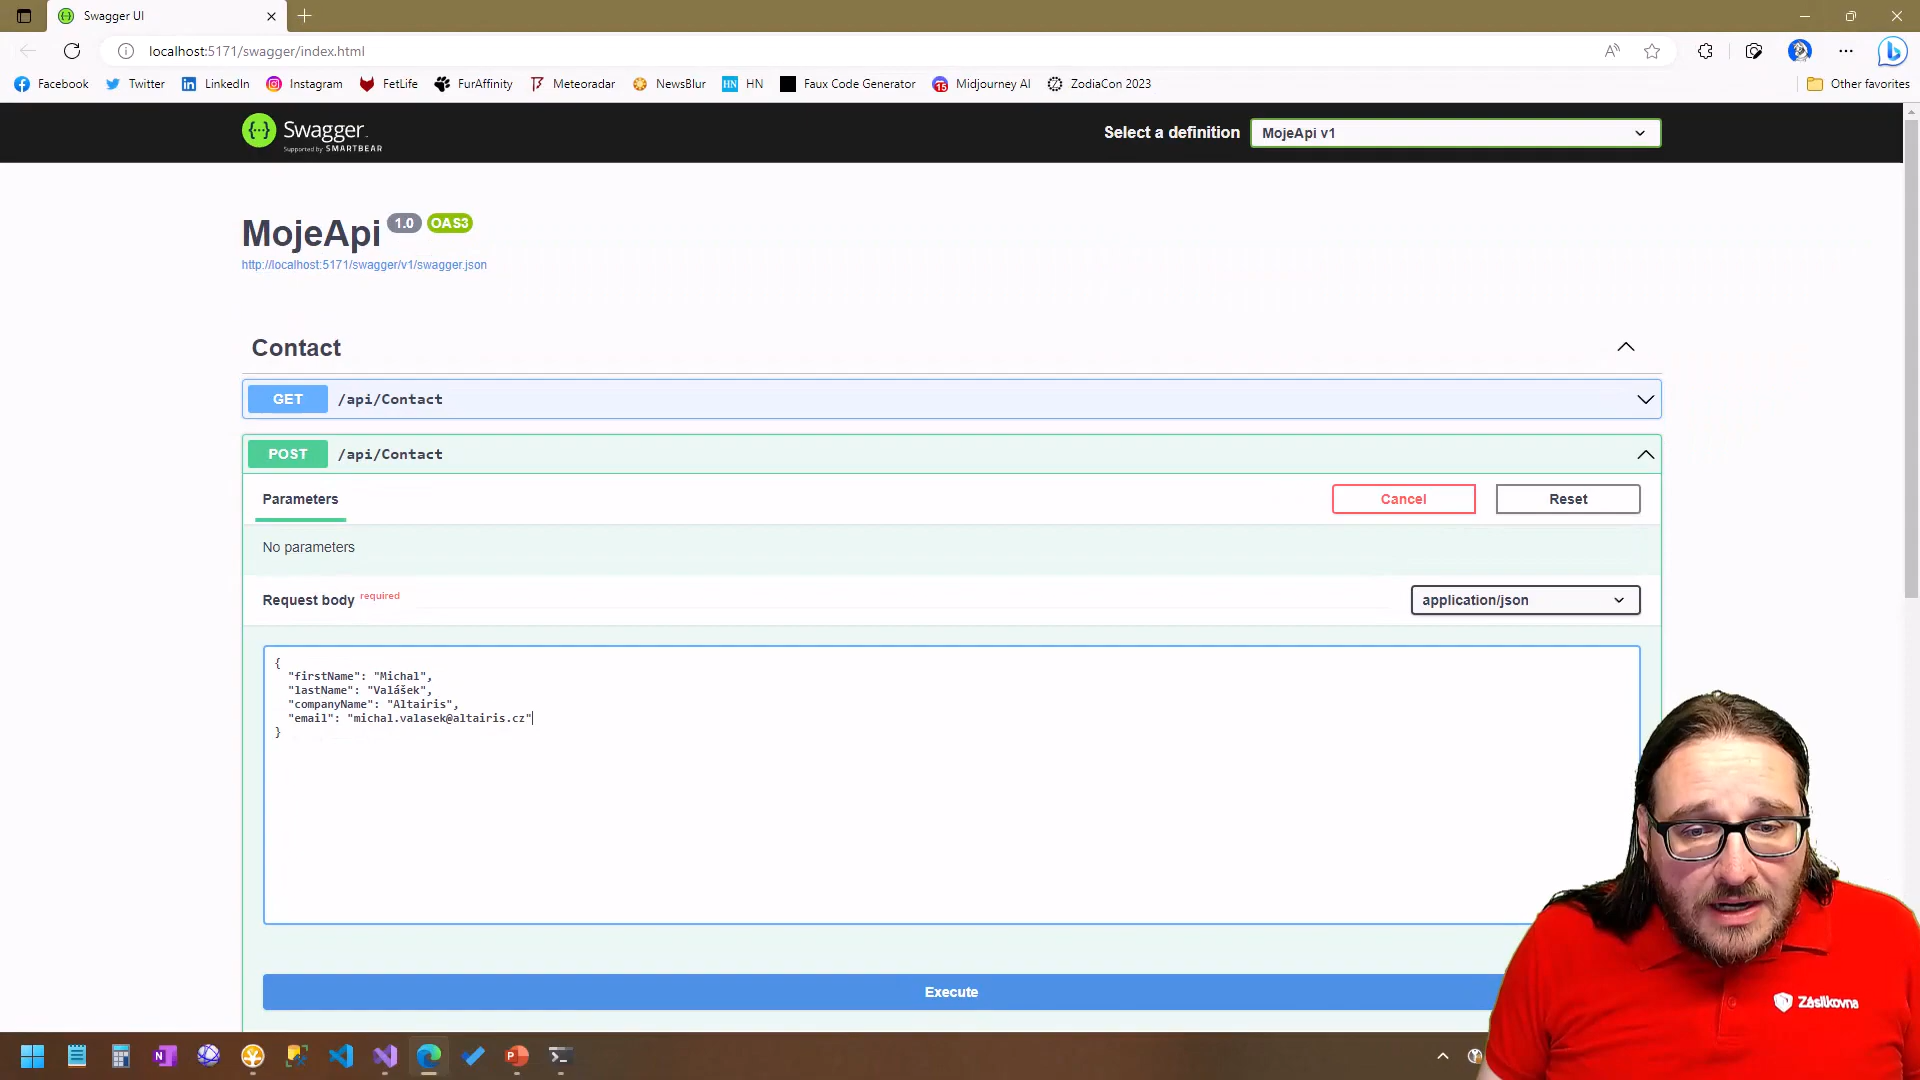 Swagger UI
localhost:5171/swagger/index.html
Facebook
Twitter
LinkedIn
Instagram
FetLife
FurAffinity
Meteoradar
NewsBlur
HN HN
Faux Code Generator
15 Midjourney AI
ZodiaCon 2023
Other favorites
{···} Swagger.
Supported by SMARTBEAR
Select a definition
MojeApi v1
MojeApi 1.0 OAS3
http://localhost:5171/swagger/v1/swagger.json
Contact
GET /api/Contact
POST /api/Contact
Parameters
Cancel
Reset
No parameters
Request body required
application/json
{
"firstName": "Michal",
"lastName": "Valášek",
"companyName": "Altairis",
"email": "michal.valasek@altairis.cz"
}
Execute
Zásilkovna